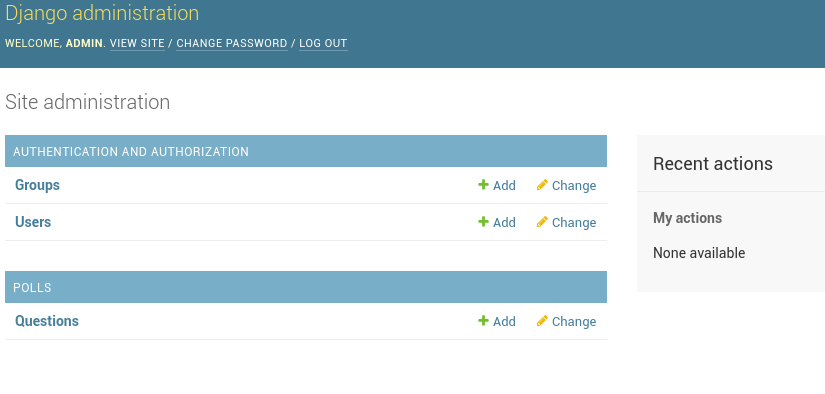 Django administration
WELCOME, ADMIN. VIEW SITE / CHANGE PASSWORD / LOG OUT
Site administration
AUTHENTICATION AND AUTHORIZATION
Groups Add Change
Users Add Change
POLLS
Questions Add Change
Recent actions
My actions
None available